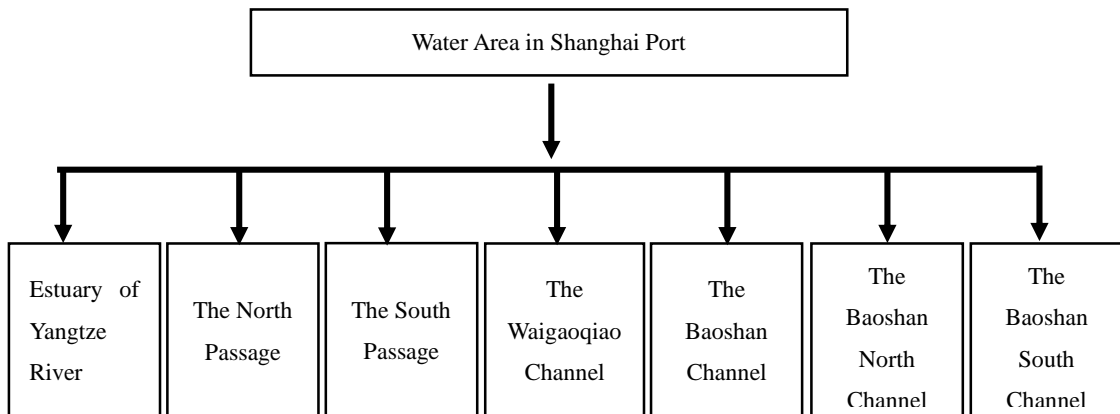 Water Area in Shanghai Port
Estuary of
Yangtze
River
The North
Passage
The South
Passage
The
Waigaoqiao
Channel
The
Baoshan
Channel
The
Baoshan
North
Channel
The
Baoshan
South
Channel